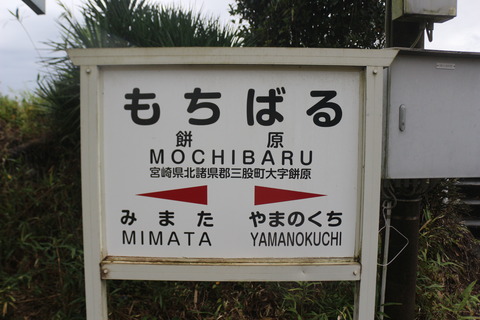 もちばる
餅原
MOCHIBARU
宮崎県北諸県郡三股町大字餅原
みまた やまのくち
MIMATA YAMANOKUCHI